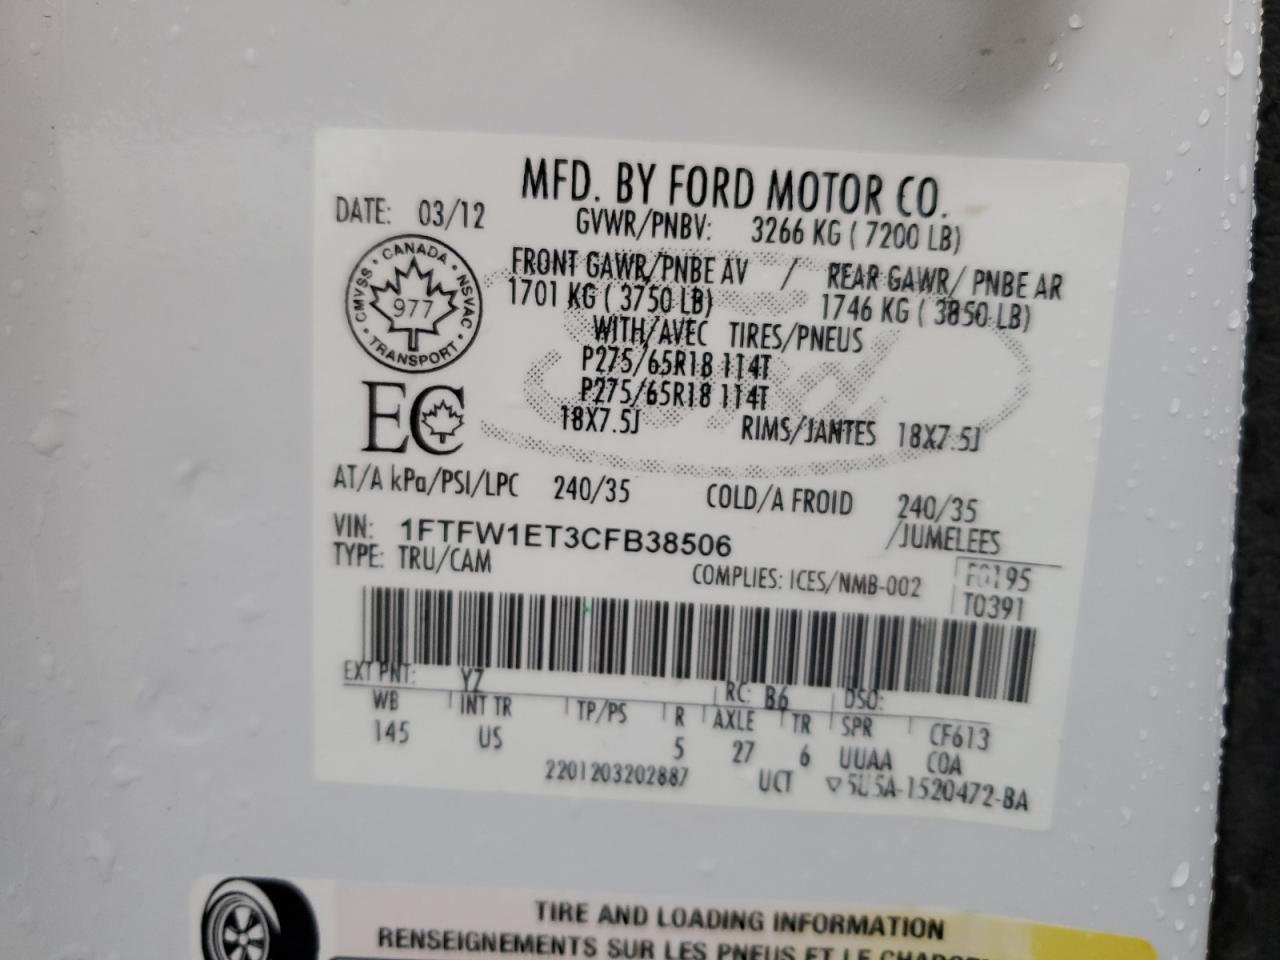 MFD. BY FORD MOTOR CO.
DATE: 03/12 GVWR/PNBV: 3266 KG ( 7200 LB)
CANADA
CMVSS NSVAC
977
TRANSPORT
FRONT GAWR/PNBE AV / REAR GAWR/ PNBE AR
1701 KG ( 3750 LB) 1746 KG ( 3850 LB)
WITH/AVEC TIRES/PNEUS
P275/65R18 114T
P275/65R18 114T
18X7.5J RIMS/JANTES 18X7.5J
EC
AT/A kPa/PSI/LPC 240/35 COLD/A FROID 240/35
VIN: 1FTFW1ET3CFB38506 /JUMELEES
TYPE: TRU/CAM COMPLIES: ICES/NMB-002
T0391
EXT PNT: YZ RC: B6 DSO:
WB INT TR TP/PS R AXLE TR SPR CF613
145 US 5 27 6 UUAA COA
2201203202887 UCT ▽5U5A-1520472-BA
TIRE AND LOADING INFORMATION
RENSEIGNEMENTS SUR LES PNEUS ET LE